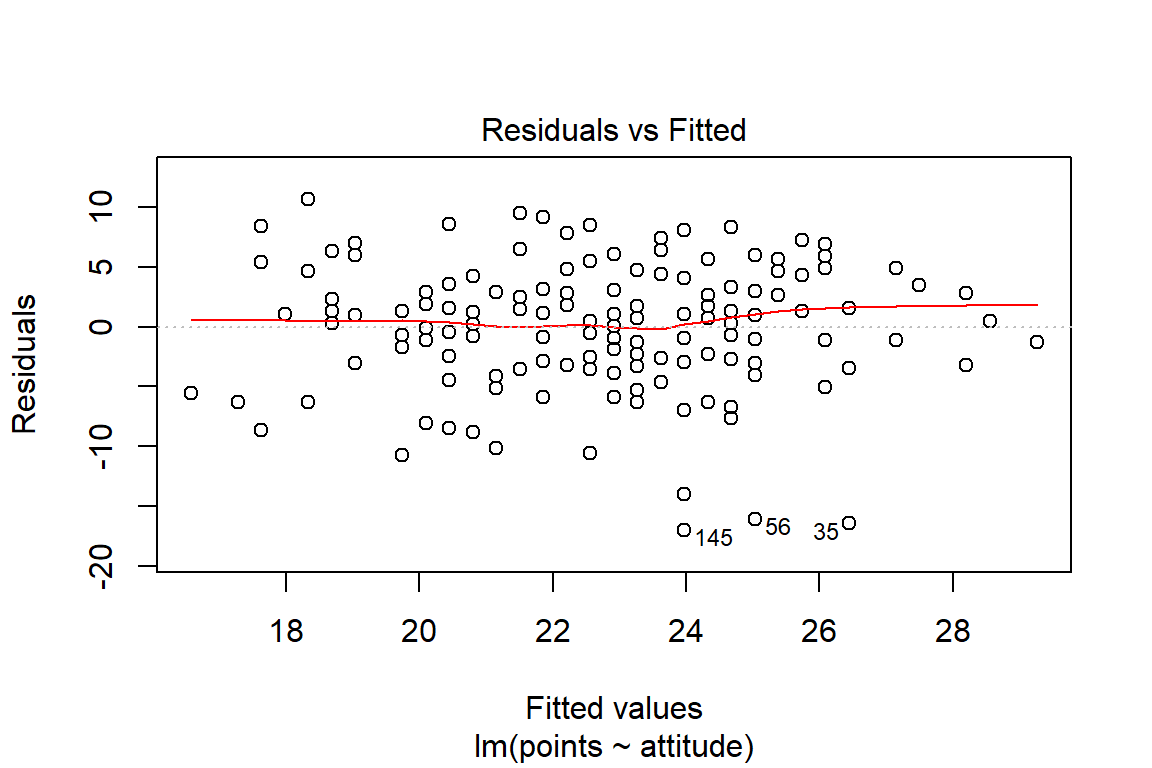 Residuals vs Fitted
Residuals
10
5
0
-10
-20
145
56
35
18 20 22 24 26 28
Fitted values
lm(points ~ attitude)